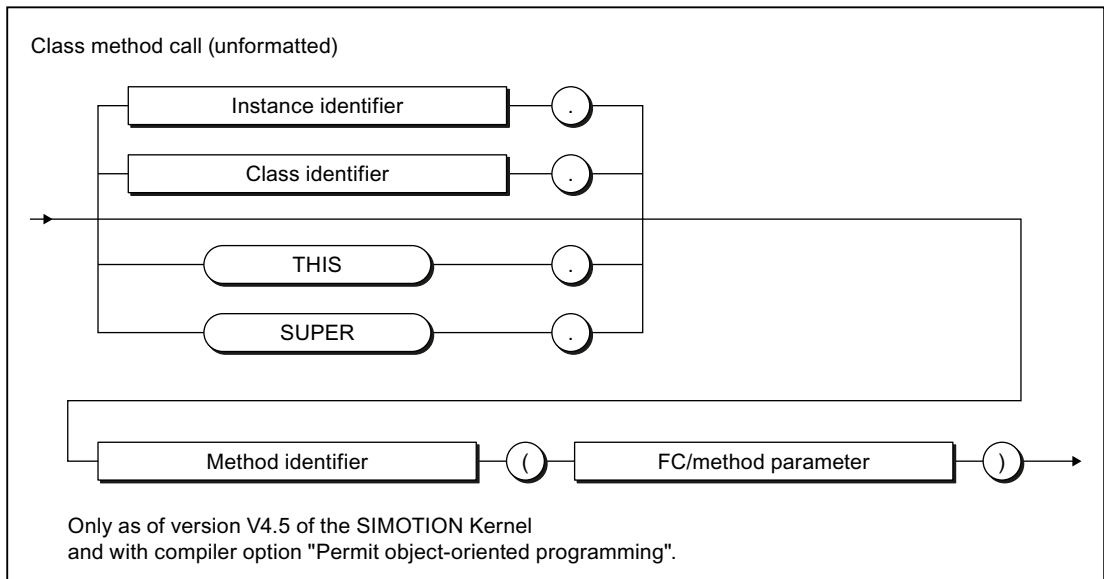 Class method call (unformatted)
Instance identifier .
Class identifier .
THIS .
SUPER .
Method identifier ( FC/method parameter )
Only as of version V4.5 of the SIMOTION Kernel
and with compiler option "Permit object-oriented programming".